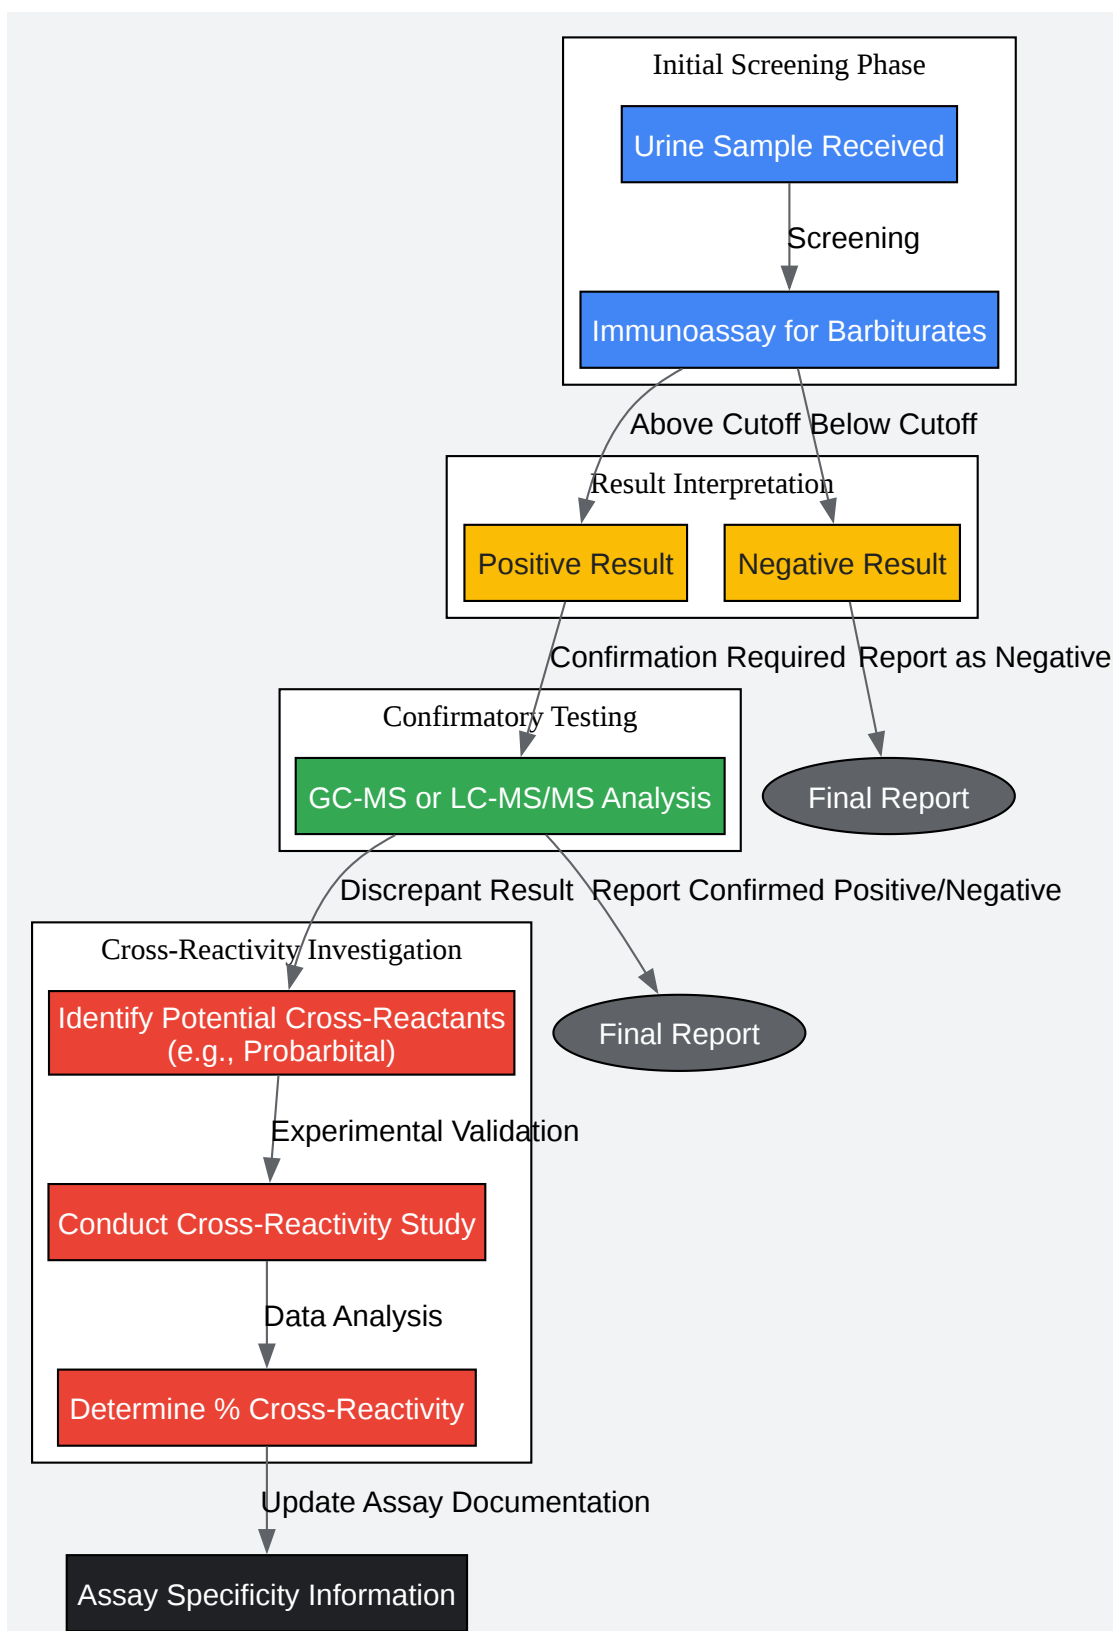 Initial Screening Phase
Urine Sample Received
Screening
Immunoassay for Barbiturates
Above Cutoff
Below Cutoff
Result Interpretation
Positive Result
Negative Result
Confirmation Required
Report as Negative
Confirmatory Testing
GC-MS or LC-MS/MS Analysis
Final Report
Discrepant Result
Report Confirmed Positive/Negative
Cross-Reactivity Investigation
Identify Potential Cross-Reactants
(e.g., Probarbital)
Final Report
Experimental Validation
Conduct Cross-Reactivity Study
Data Analysis
Determine % Cross-Reactivity
Update Assay Documentation
Assay Specificity Information